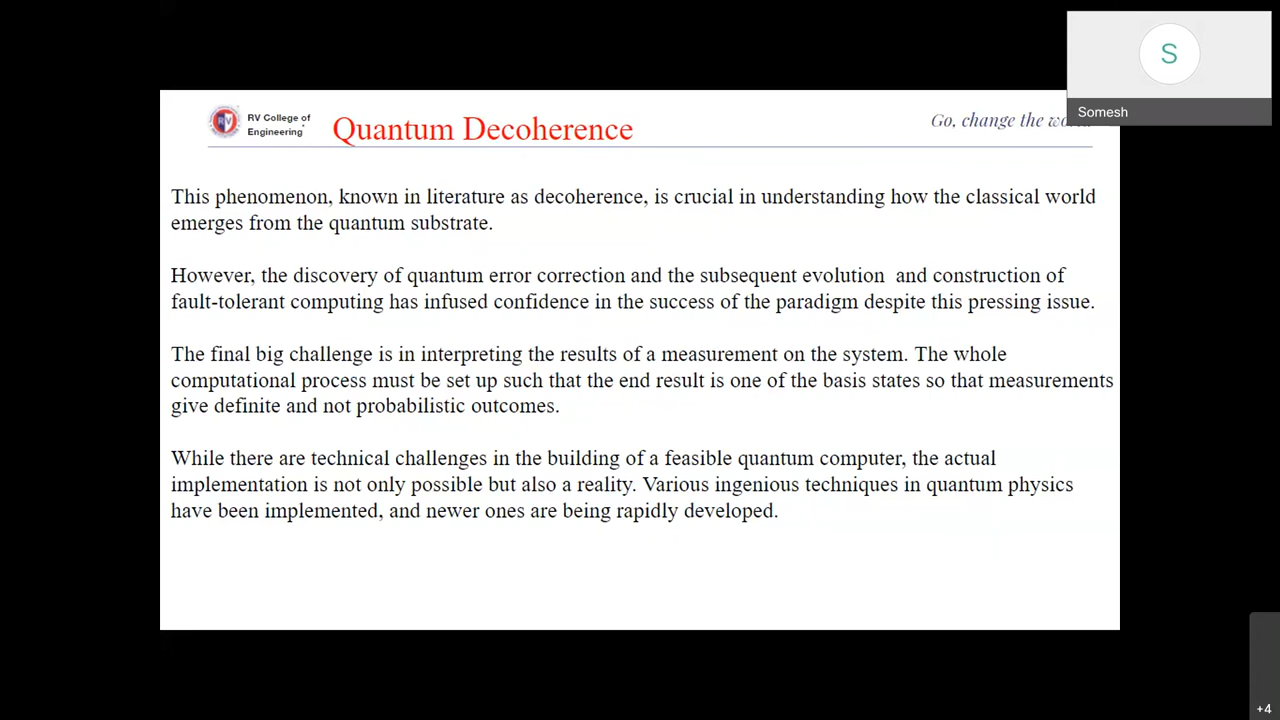 S
Somesh
RV College of
Engineering
Quantum Decoherence
Go, change the
This phenomenon, known in literature as decoherence, is crucial in understanding how the classical world
emerges from the quantum substrate.
However, the discovery of quantum error correction and the subsequent evolution and construction of
fault-tolerant computing has infused confidence in the success of the paradigm despite this pressing issue.
The final big challenge is in interpreting the results of a measurement on the system. The whole
computational process must be set up such that the end result is one of the basis states so that measurements
give definite and not probabilistic outcomes.
While there are technical challenges in the building of a feasible quantum computer, the actual
implementation is not only possible but also a reality. Various ingenious techniques in quantum physics
have been implemented, and newer ones are being rapidly developed.
+4